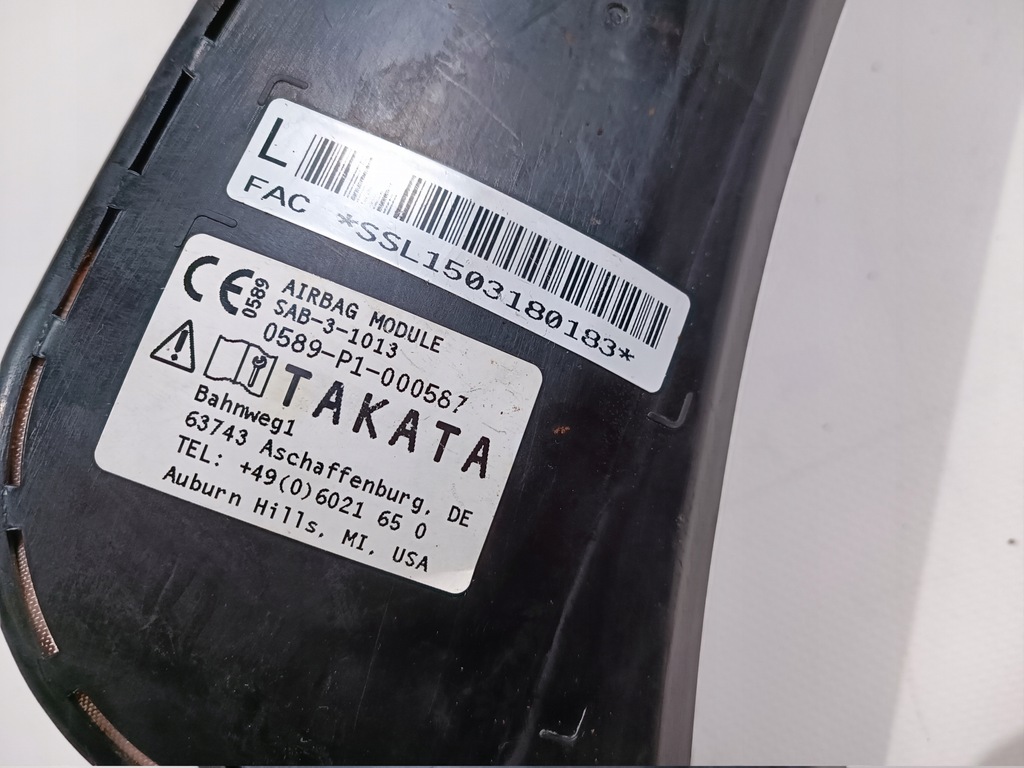 L
FAC *SSL1503180183*
CE 0589
AIRBAG MODULE
SAB-3-1013
0589-P1-000587
TAKATA
Bahnweg1
63743 Aschaffenburg, DE
TEL: +49(0)6021 65 0
Auburn Hills, MI, USA